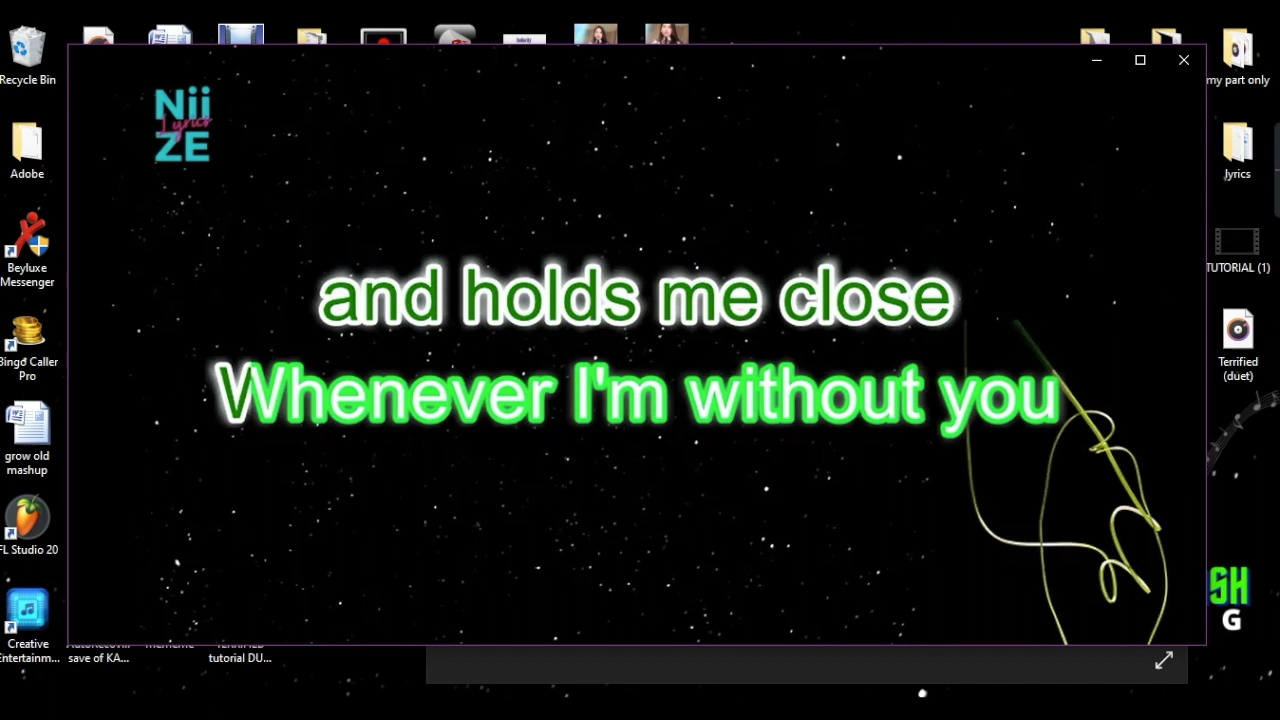 Recycle Bin
Adobe
Beyluxe
Messenger
Bingo Caller
Pro
grow old
mashup
FL Studio 20
Creative
Entertainm...
Nii
Lyrics
ZE
and holds me close
Whenever I'm without you
save of KA...
tutorial DU...
my part only
lyrics
TUTORIAL (1)
Terrified
(duet)
SH
G